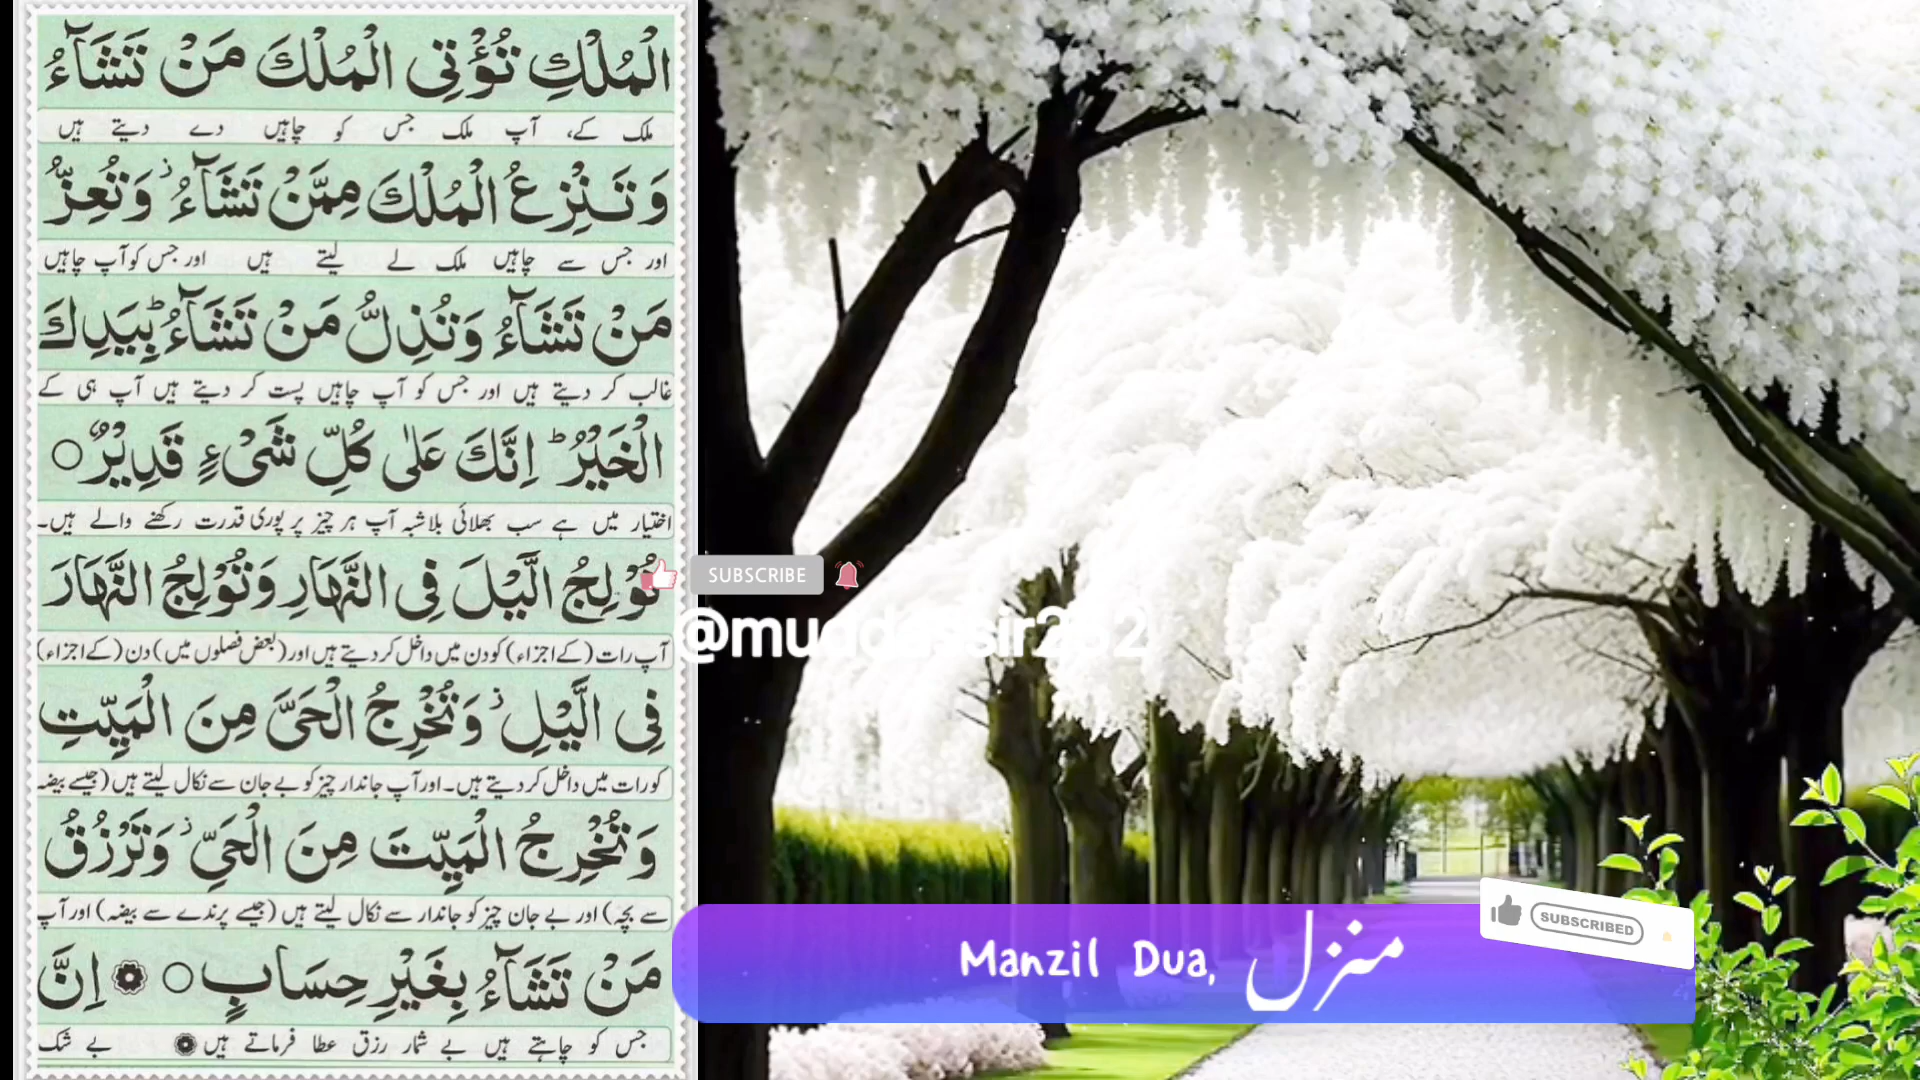 الْمُلْكِ تُؤْتِی الْمُلْكَ مَنْ تَشَآءُ
ملک کے، آپ ملک جس کو چاہیں دے دیتے ہیں
وَتَنْزِعُ الْمُلْكَ مِمَّنْ تَشَآءُ ز وَتُعِزُّ
اور جس سے چاہیں ملک لے لیتے ہیں اور جس کو آپ چاہیں
مَنْ تَشَآءُ وَتُذِلُّ مَنْ تَشَآءُ ط بِیَدِكَ
غالب کر دیتے ہیں اور جس کو آپ چاہیں پست کر دیتے ہیں آپ ہی کے
الْخَیْرُ ط اِنَّكَ عَلٰی كُلِّ شَیْءٍ قَدِیْرٌ ○
اختیار میں ہے سب بھلائی بلاشبہ آپ ہر چیز پر پوری قدرت رکھنے والے ہیں۔
تُوْلِجُ الَّیْلَ فِی النَّهَارِ وَتُوْلِجُ النَّهَارَ
آپ رات (کے اجزاء) کو دن میں داخل کر دیتے ہیں اور (بعض فصلوں میں) دن (کے اجزاء)
فِی الَّیْلِ ز وَتُخْرِجُ الْحَیَّ مِنَ الْمَیِّتِ
کو رات میں داخل کر دیتے ہیں۔ اور آپ جاندار چیز کو بے جان سے نکال لیتے ہیں (جیسے بیضہ
وَتُخْرِجُ الْمَیِّتَ مِنَ الْحَیِّ ز وَتَرْزُقُ
سے بچہ) اور بے جان چیز کو جاندار سے نکال لیتے ہیں (جیسے پرندے سے بیضہ) اور آپ
مَنْ تَشَآءُ بِغَیْرِ حِسَابٍ ○ اِنَّ
جس کو چاہتے ہیں بے شمار رزق عطا فرماتے ہیں بے شک
SUBSCRIBE
Manzil Dua, منزل
SUBSCRIBED